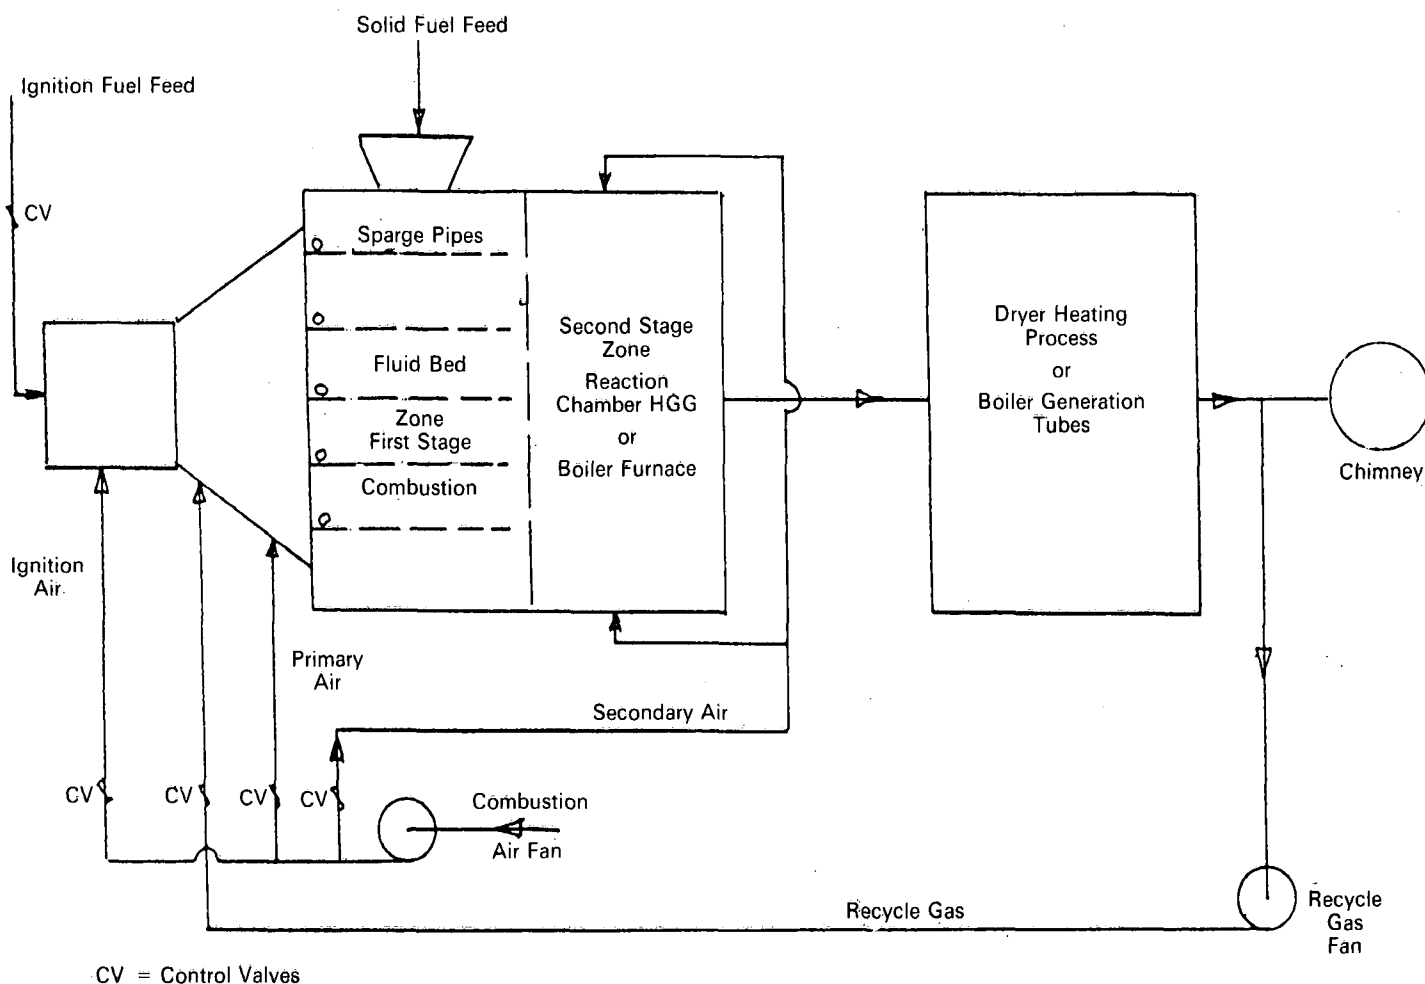 Solid Fuel Feed
Ignition Fuel Feed
CV
Sparge Pipes
Fluid Bed
Zone
First Stage
Combustion
Second Stage
Zone
Reaction
Chamber HGG
or
Boiler Furnace
Dryer Heating
Process
or
Boiler Generation
Tubes
Chimney
Ignition
Air
Primary
Air
Secondary Air
CV
CV
CV
CV
Combustion
Air Fan
Recycle Gas
Recycle
Gas
Fan
CV = Control Valves